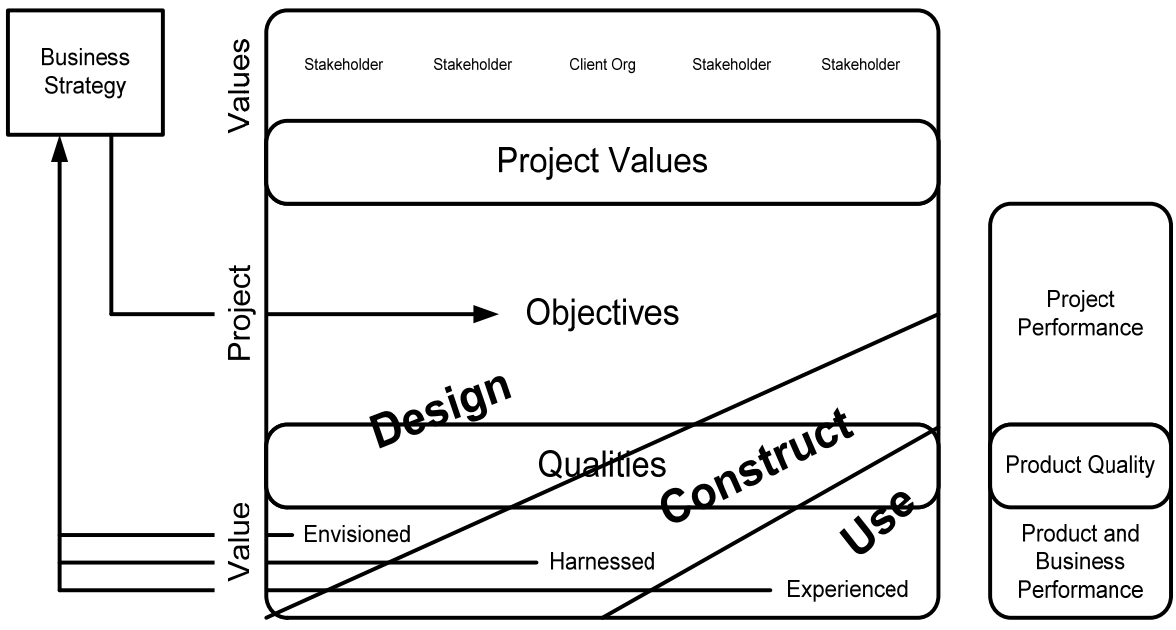 Business
Strategy
Values
Stakeholder
Stakeholder
Client Org
Stakeholder
Stakeholder
Project Values
Project
Objectives
Project
Performance
Design
Construct
Use
Qualities
Product Quality
Value
Envisioned
Harnessed
Experienced
Product and
Business
Performance